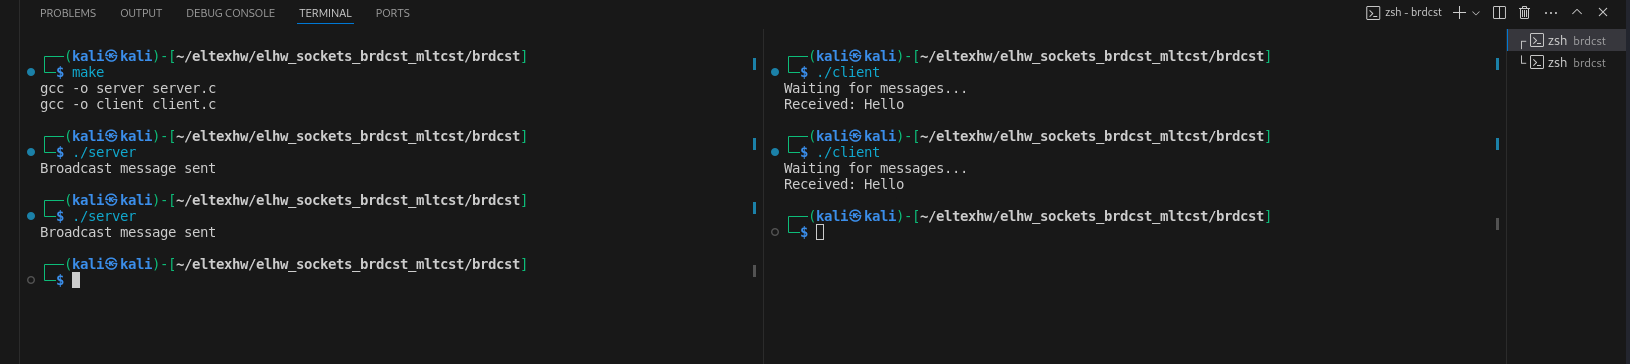 PROBLEMS OUTPUT DEBUG CONSOLE TERMINAL PORTS zsh - brdcst
┌──(kali㉿kali)-[~/eltexhw/elhw_sockets_brdcst_mltcst/brdcst]
└─$ make
gcc -o server server.c
gcc -o client client.c
┌──(kali㉿kali)-[~/eltexhw/elhw_sockets_brdcst_mltcst/brdcst]
└─$ ./server
Broadcast message sent
┌──(kali㉿kali)-[~/eltexhw/elhw_sockets_brdcst_mltcst/brdcst]
└─$ ./server
Broadcast message sent
┌──(kali㉿kali)-[~/eltexhw/elhw_sockets_brdcst_mltcst/brdcst]
└─$
┌──(kali㉿kali)-[~/eltexhw/elhw_sockets_brdcst_mltcst/brdcst]
└─$ ./client
Waiting for messages...
Received: Hello
┌──(kali㉿kali)-[~/eltexhw/elhw_sockets_brdcst_mltcst/brdcst]
└─$ ./client
Waiting for messages...
Received: Hello
┌──(kali㉿kali)-[~/eltexhw/elhw_sockets_brdcst_mltcst/brdcst]
└─$
┌ zsh brdcst
└ zsh brdcst